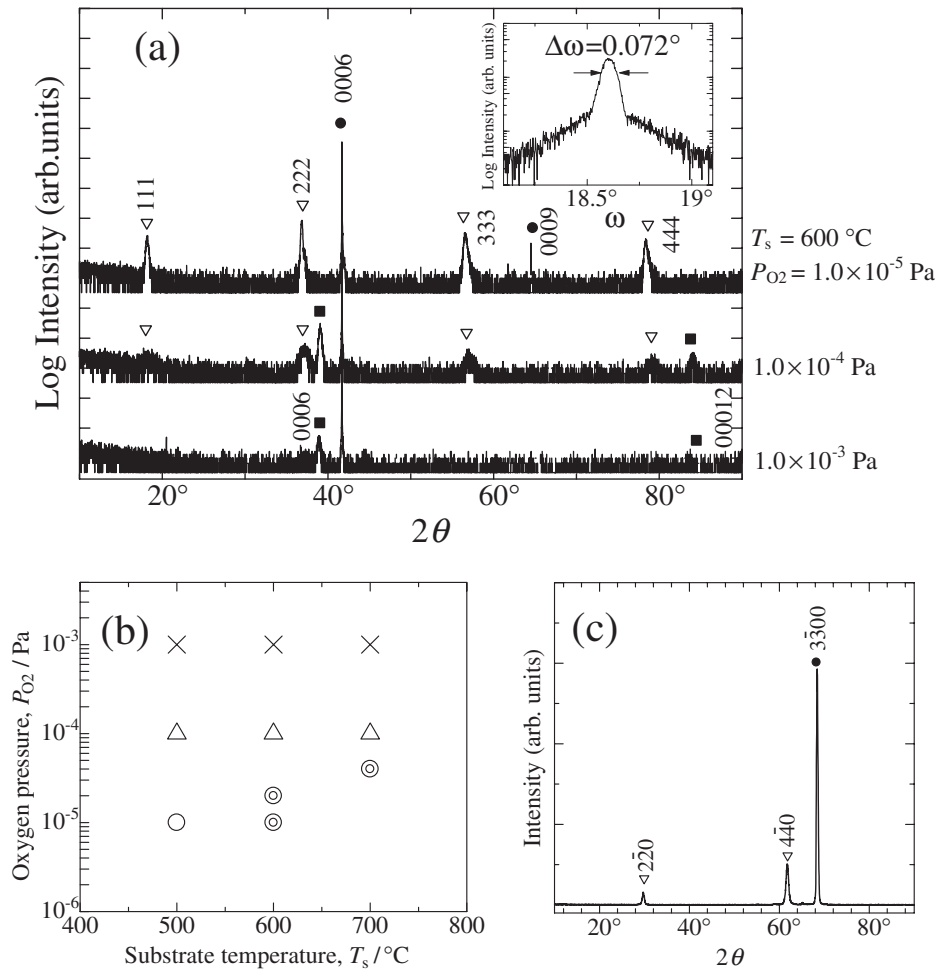 (a)
Log Intensity (arb.units)
111
222
0006
333
0009
444
Δω=0.072°
Log Intensity (arb. units)
18.5° 19°
ω
T_s = 600 °C
P_O2 = 1.0×10⁻⁵ Pa
1.0×10⁻⁴ Pa
0006
00012
1.0×10⁻³ Pa
20° 40° 60° 80°
2θ
(b)
Oxygen pressure, P_O2 / Pa
10⁻³
10⁻⁴
10⁻⁵
10⁻⁶
400 500 600 700 800
Substrate temperature, T_s / °C
(c)
Intensity (arb. units)
2̄20
4̄40
33̄00
20° 40° 60° 80°
2θ